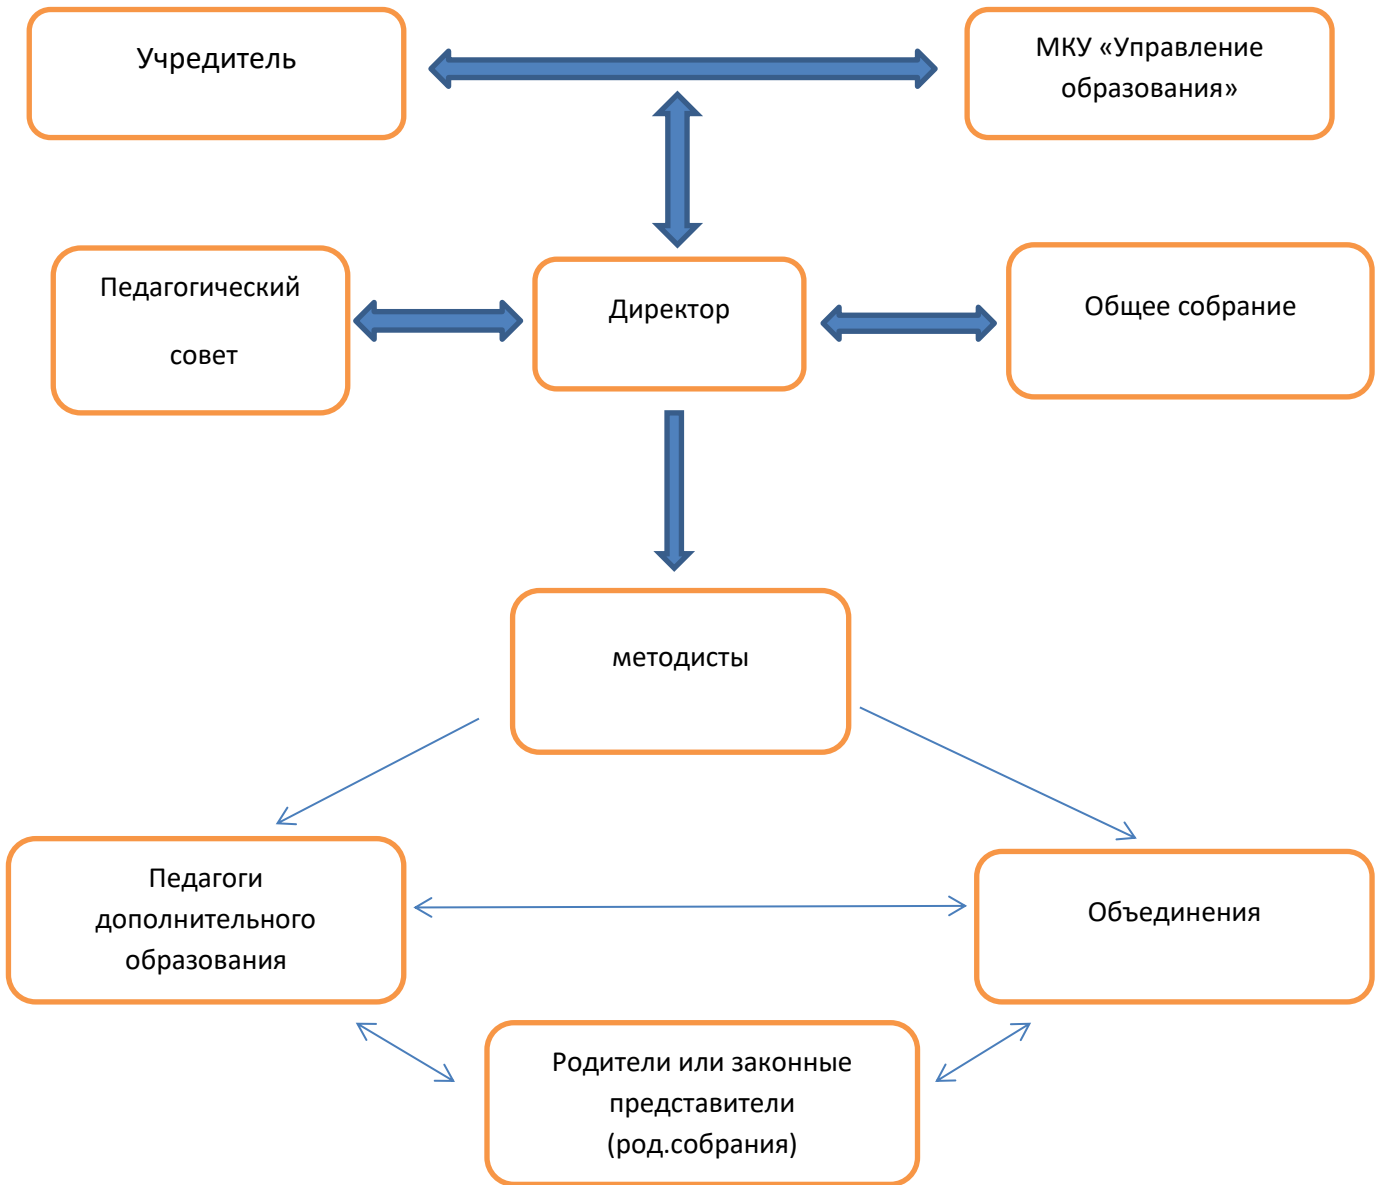 Учредитель
МКУ «Управление
образования»
Педагогический
совет
Директор
Общее собрание
методисты
Педагоги
дополнительного
образования
Объединения
Родители или законные
представители
(род.собрания)